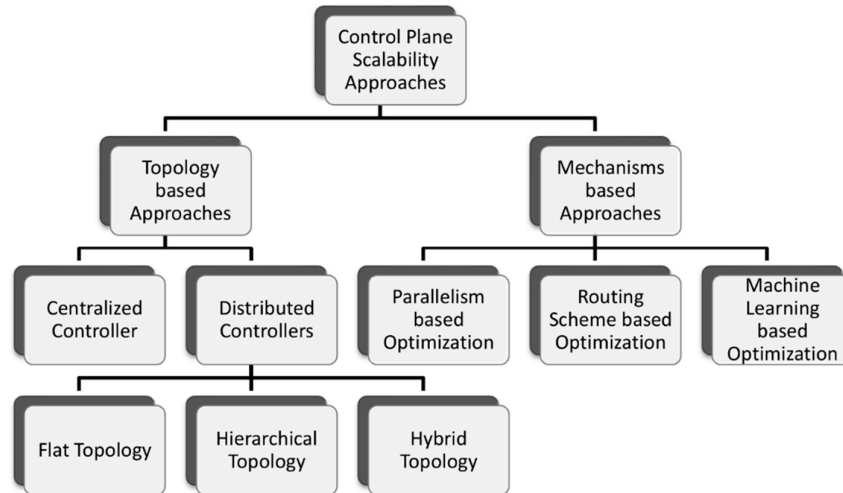 Control Plane
Scalability
Approaches
Topology
based
Approaches
Mechanisms
based
Approaches
Centralized
Controller
Distributed
Controllers
Parallelism
based
Optimization
Routing
Scheme based
Optimization
Machine
Learning
based
Optimization
Flat Topology
Hierarchical
Topology
Hybrid
Topology